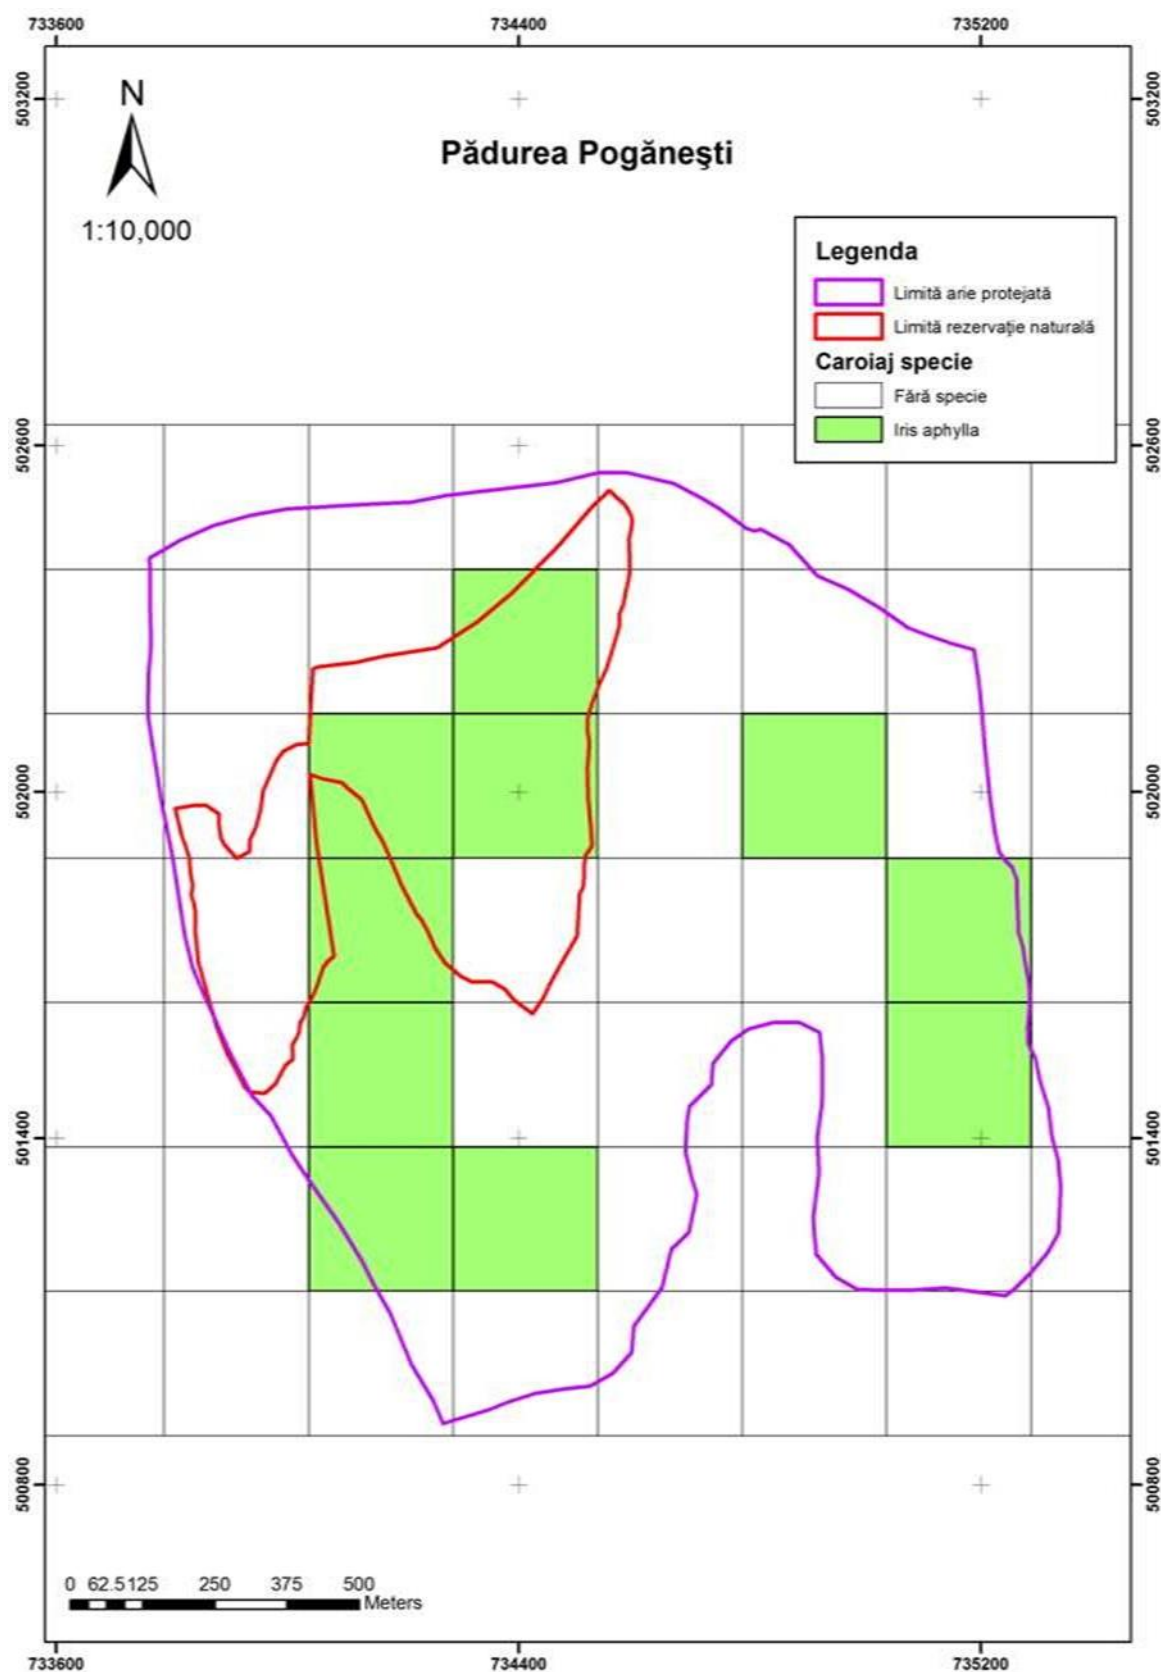 733600 734400 735200
503200 503200
N
Pădurea Pogăneşti
1:10,000
Legenda
Limită arie protejată
Limită rezervaţie naturală
Caroiaj specie
Fără specie
Iris aphylla
502600 502600
502000 502000
501400 501400
500800 500800
0 62.5 125 250 375 500
Meters
733600 734400 735200